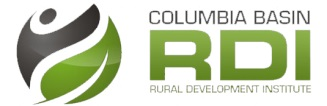 COLUMBIA BASIN
RDI
RURAL DEVELOPMENT INSTITUTE